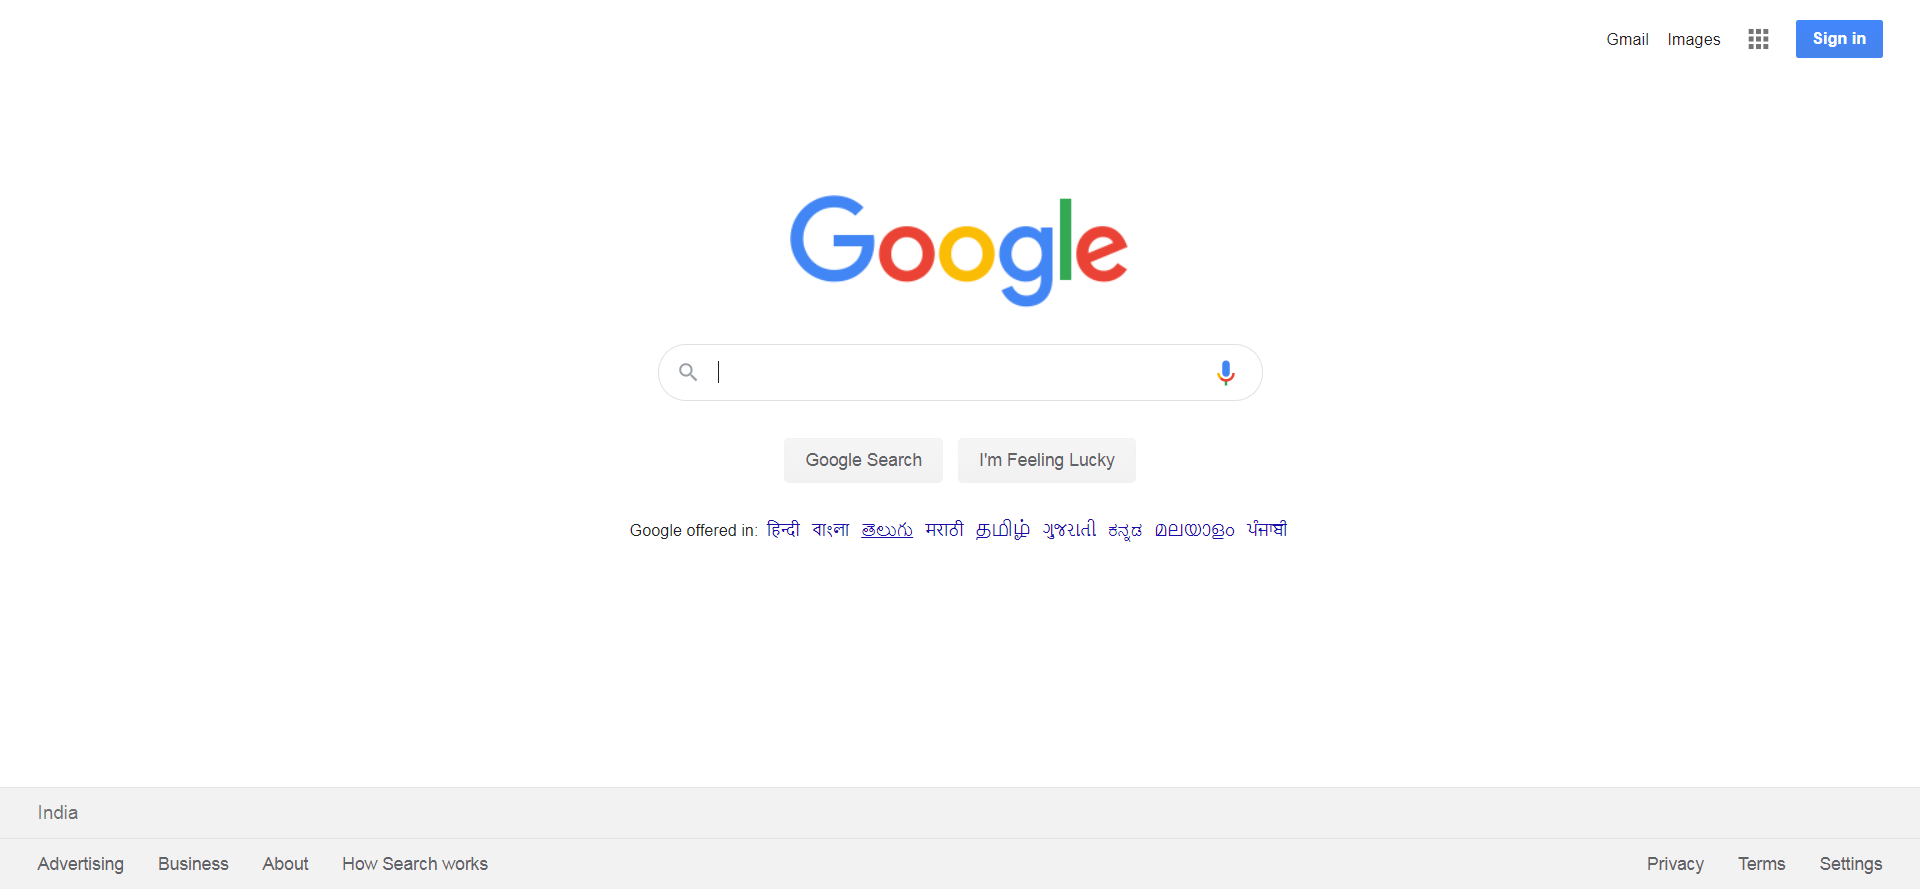 Gmail Images Sign in
Google
Google Search I'm Feeling Lucky
Google offered in: हिन्दी বাংলা తెలుగు मराठी தமிழ் ગુજરાતી ಕನ್ನಡ മലയാളം ਪੰਜਾਬੀ
India
Advertising Business About How Search works Privacy Terms Settings